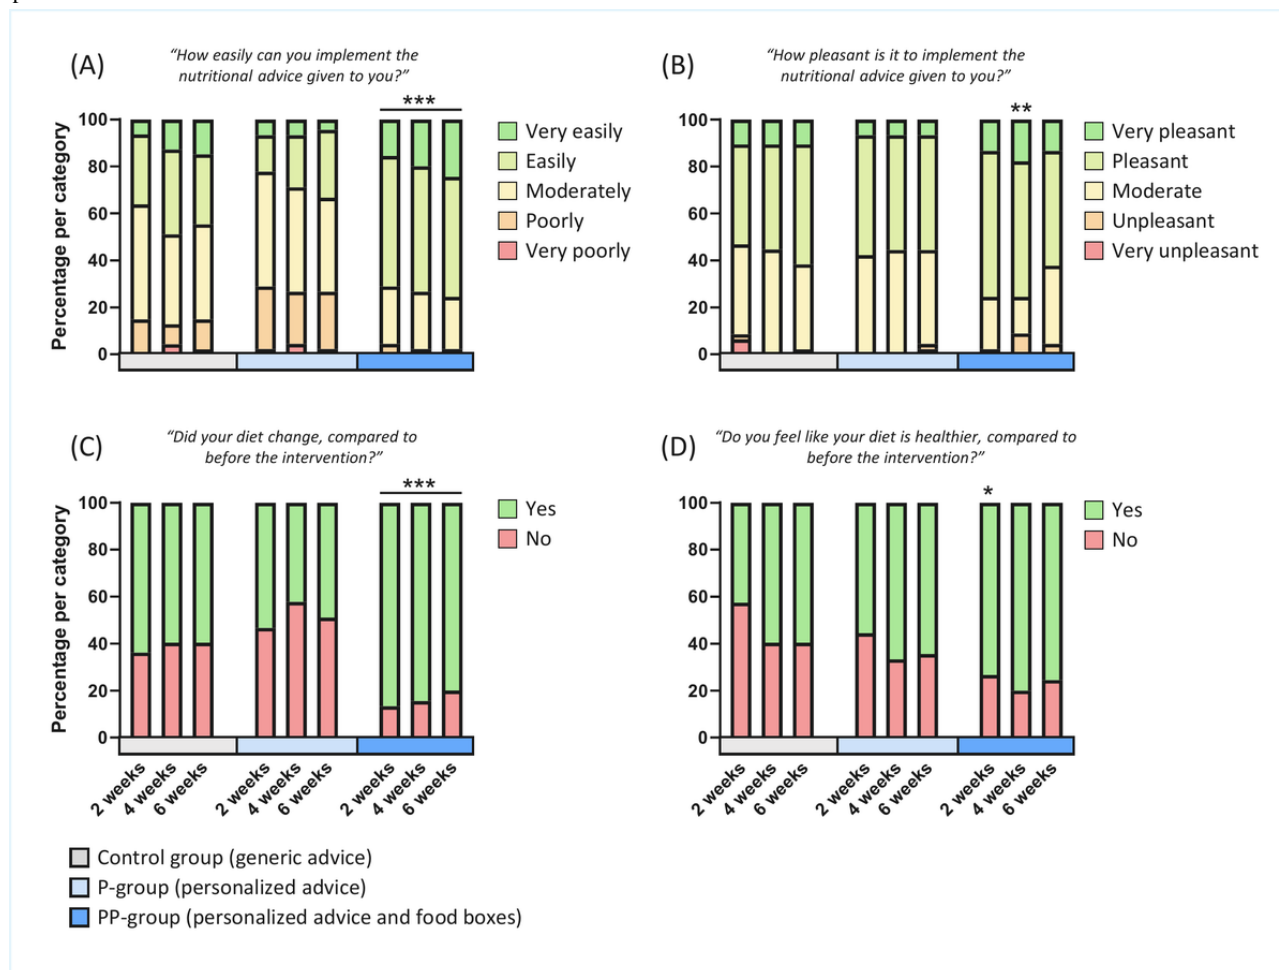 (A)
“How easily can you implement the
nutritional advice given to you?”
***
Percentage per category
100
80
60
40
20
0
Very easily
Easily
Moderately
Poorly
Very poorly
(B)
“How pleasant is it to implement the
nutritional advice given to you?”
**
100
80
60
40
20
0
Very pleasant
Pleasant
Moderate
Unpleasant
Very unpleasant
(C)
“Did your diet change, compared to
before the intervention?”
***
Percentage per category
100
80
60
40
20
0
2 weeks
4 weeks
6 weeks
2 weeks
4 weeks
6 weeks
2 weeks
4 weeks
6 weeks
Yes
No
(D)
“Do you feel like your diet is healthier, compared to
before the intervention?”
*
100
80
60
40
20
0
2 weeks
4 weeks
6 weeks
2 weeks
4 weeks
6 weeks
2 weeks
4 weeks
6 weeks
Yes
No
Control group (generic advice)
P-group (personalized advice)
PP-group (personalized advice and food boxes)